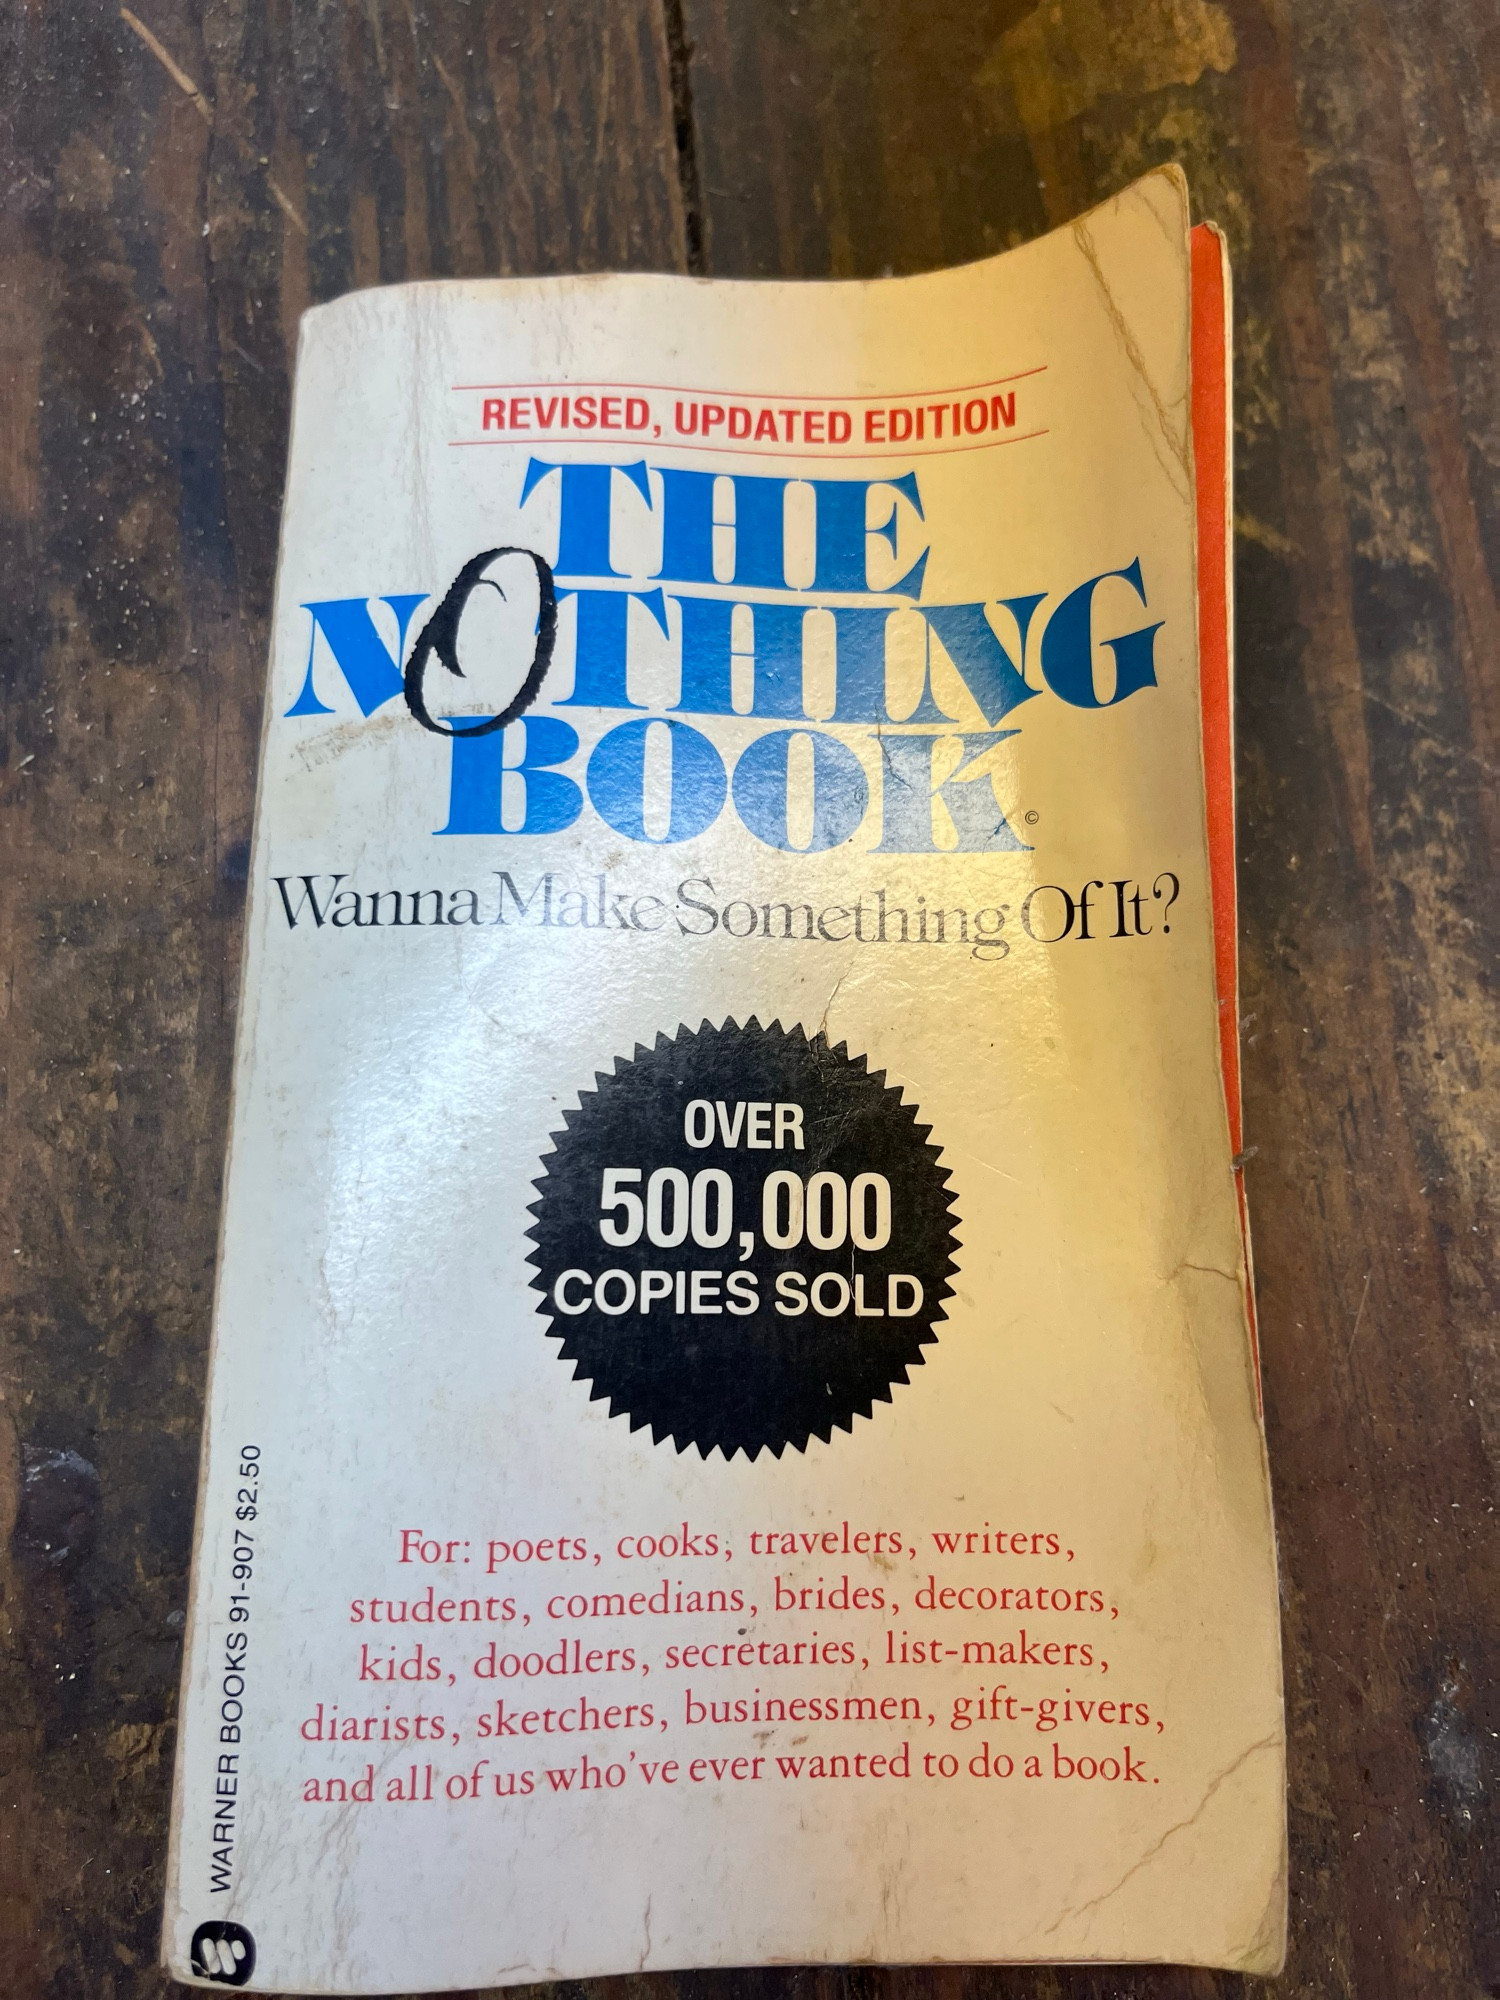 REVISED, UPDATED EDITION
THE
NOTHING
BOOK©
Wanna Make Something Of It?
OVER
500,000
COPIES SOLD
For: poets, cooks, travelers, writers,
students, comedians, brides, decorators,
kids, doodlers, secretaries, list-makers,
diarists, sketchers, businessmen, gift-givers,
and all of us who've ever wanted to do a book.
WARNER BOOKS 91-907 $2.50